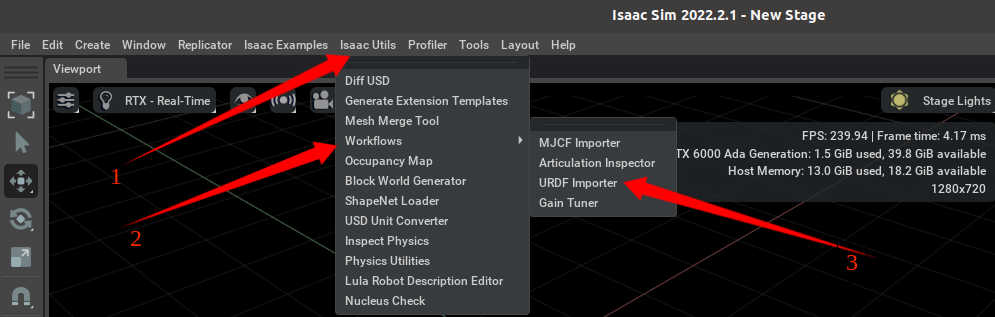 Isaac Sim 2022.2.1 - New Stage
File Edit Create Window Replicator Isaac Examples Isaac Utils Profiler Tools Layout Help
Viewport
RTX - Real-Time
Stage Lights
Diff USD
Generate Extension Templates
Mesh Merge Tool
Workflows
Occupancy Map
Block World Generator
ShapeNet Loader
USD Unit Converter
Inspect Physics
Physics Utilities
Lula Robot Description Editor
Nucleus Check
MJCF Importer
Articulation Inspector
URDF Importer
Gain Tuner
FPS: 239.94 | Frame time: 4.17 ms
TX 6000 Ada Generation: 1.5 GiB used, 39.8 GiB available
Host Memory: 13.0 GiB used, 18.2 GiB available
1280x720
1
2
3